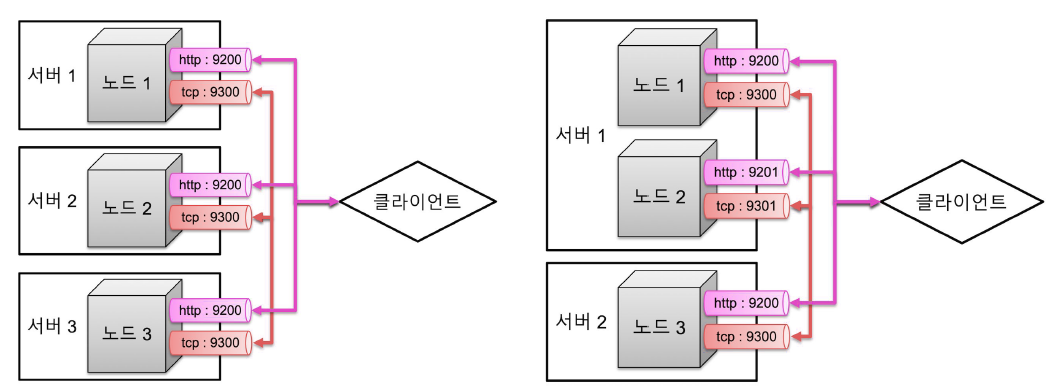 서버 1
노드 1
http : 9200
tcp : 9300
서버 2
노드 2
http : 9200
tcp : 9300
서버 3
노드 3
http : 9200
tcp : 9300
클라이언트
서버 1
노드 1
http : 9200
tcp : 9300
노드 2
http : 9201
tcp : 9301
서버 2
노드 3
http : 9200
tcp : 9300
클라이언트